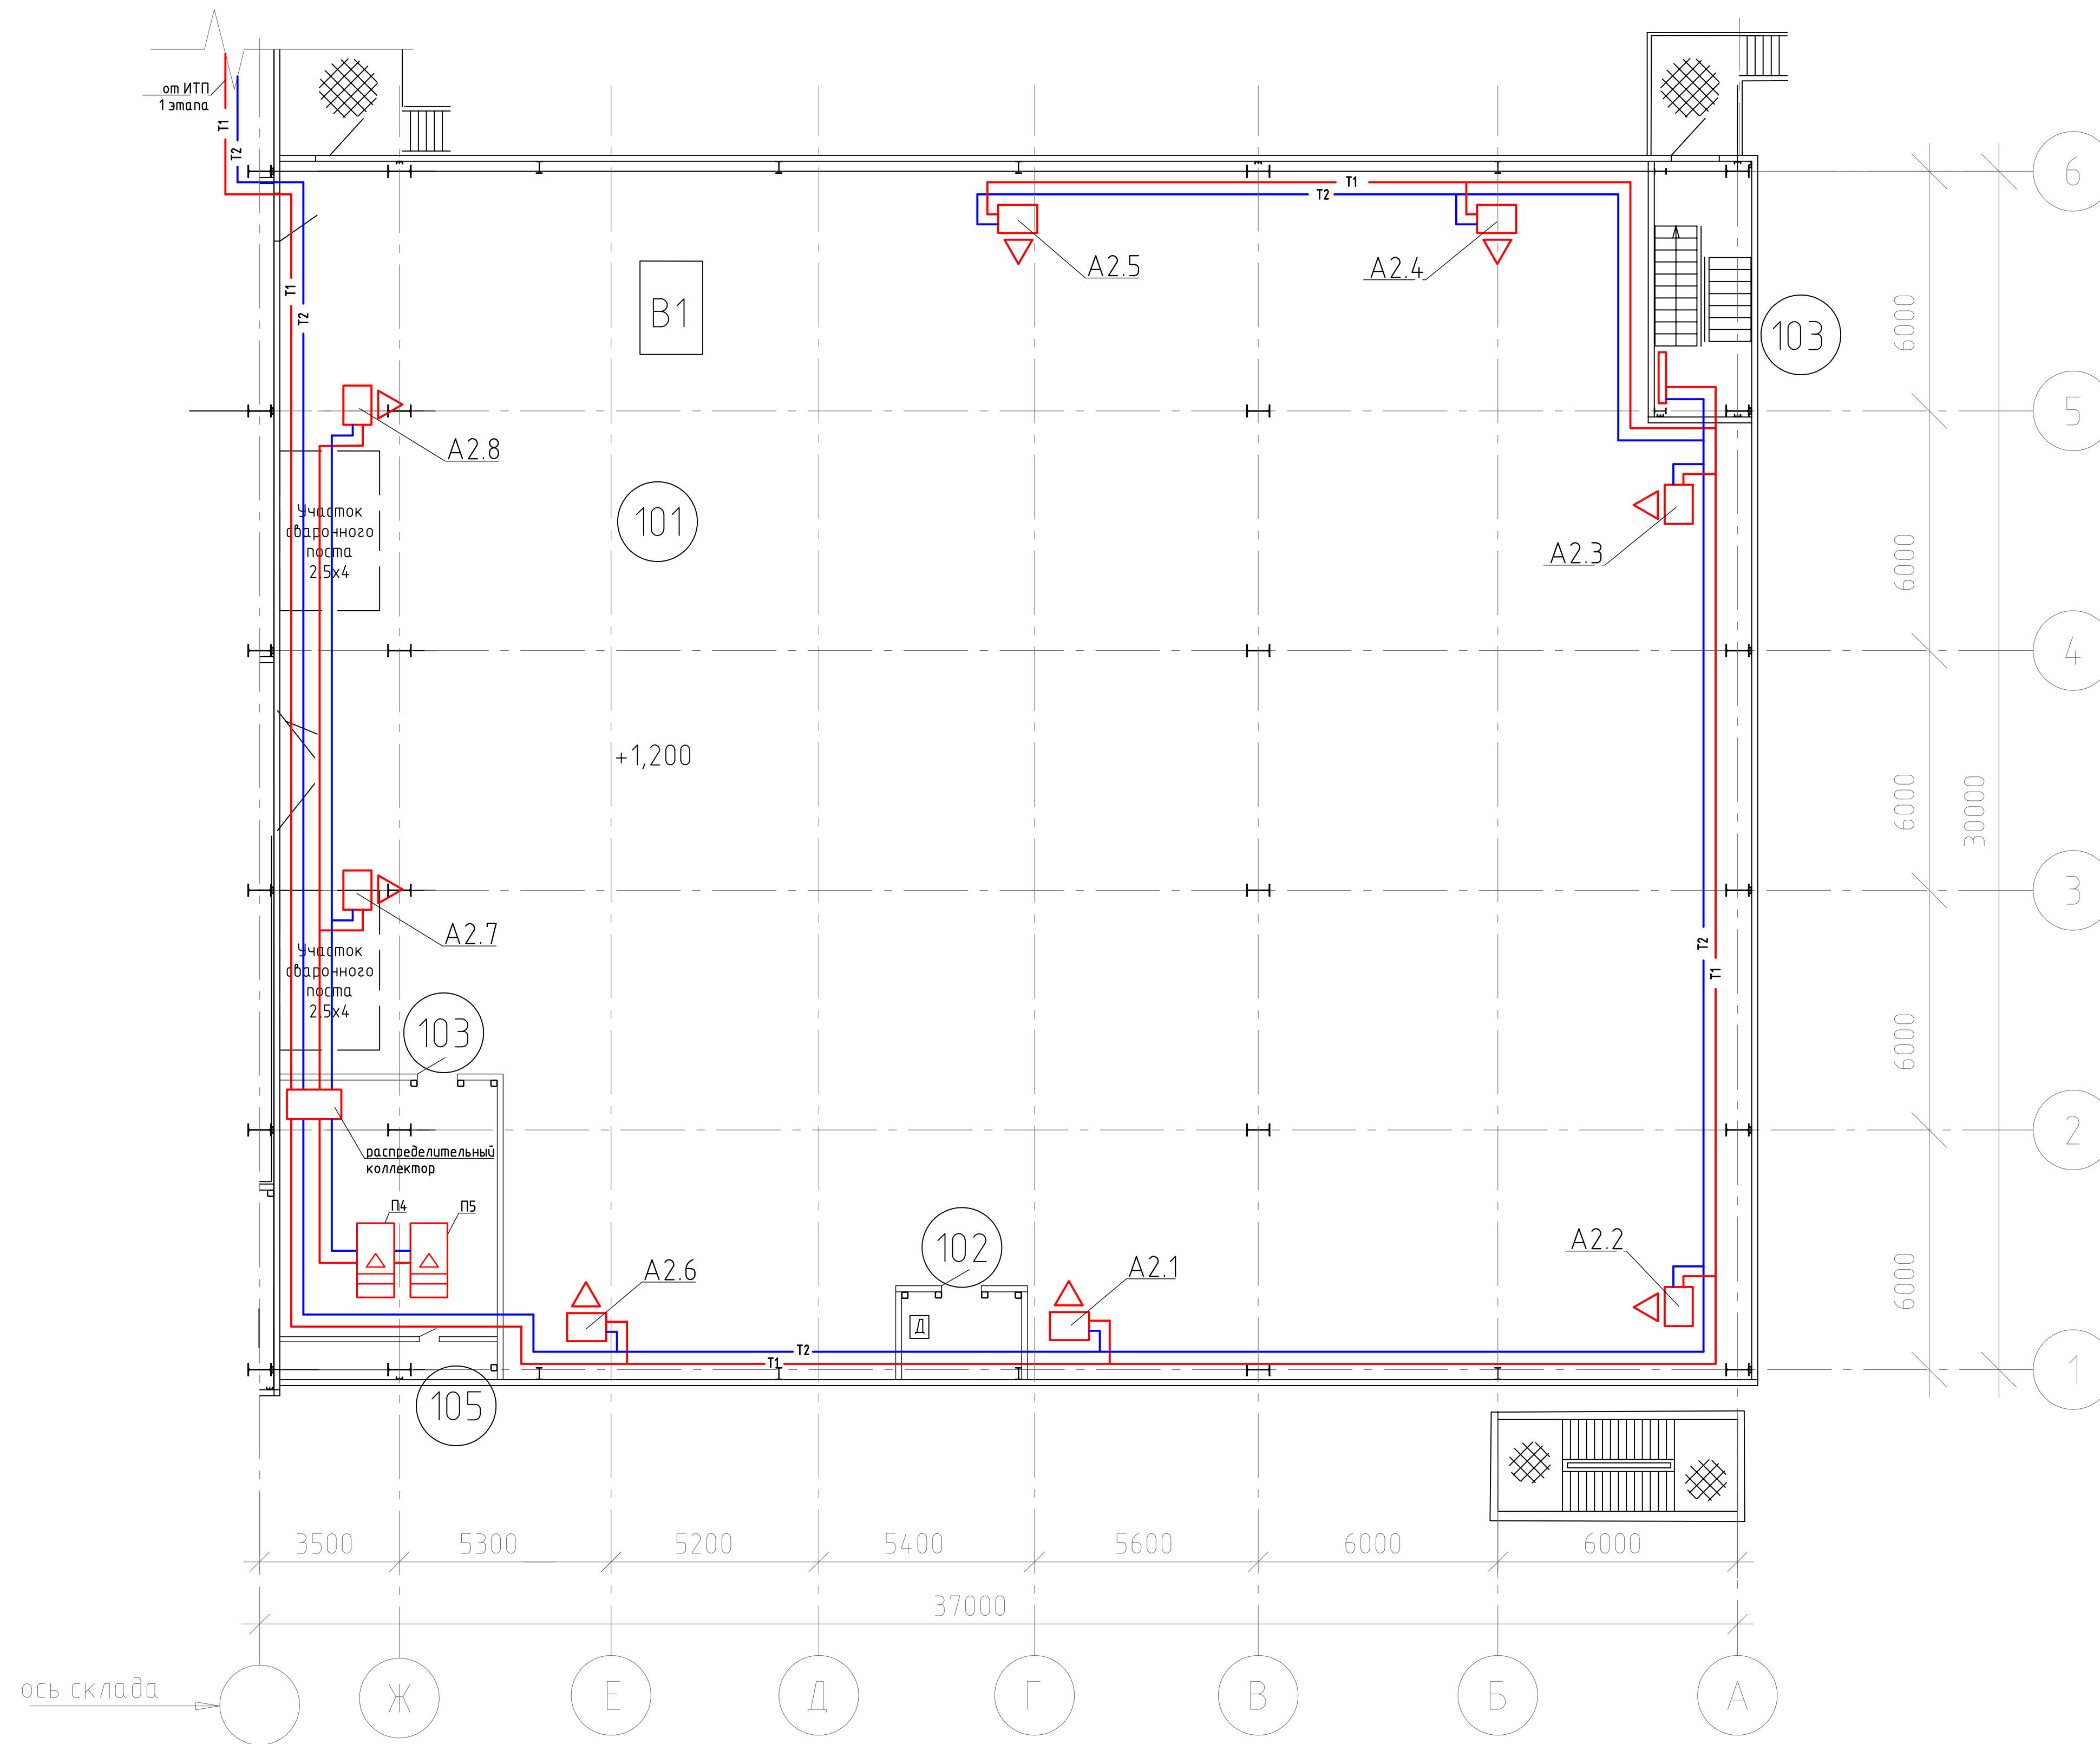 от ИТП
1 этапа
Т1
Т2
Т1
Т2
6
А2.5
А2.4
В1
103
6000
Т1
Т2
5
А2.8
101
Участок
сварочного
поста
2.5х4
А2.3
6000
4
+1,200
6000
30000
3
А2.7
Т2
Т1
Участок
сварочного
поста
2.5х4
103
6000
2
распределительный
коллектор
П4
П5
А2.6
102
А2.1
А2.2
6000
Д
Т2
Т1
1
105
3500
5300
5200
5400
5600
6000
6000
37000
ось склада
Ж
Е
Д
Г
В
Б
А